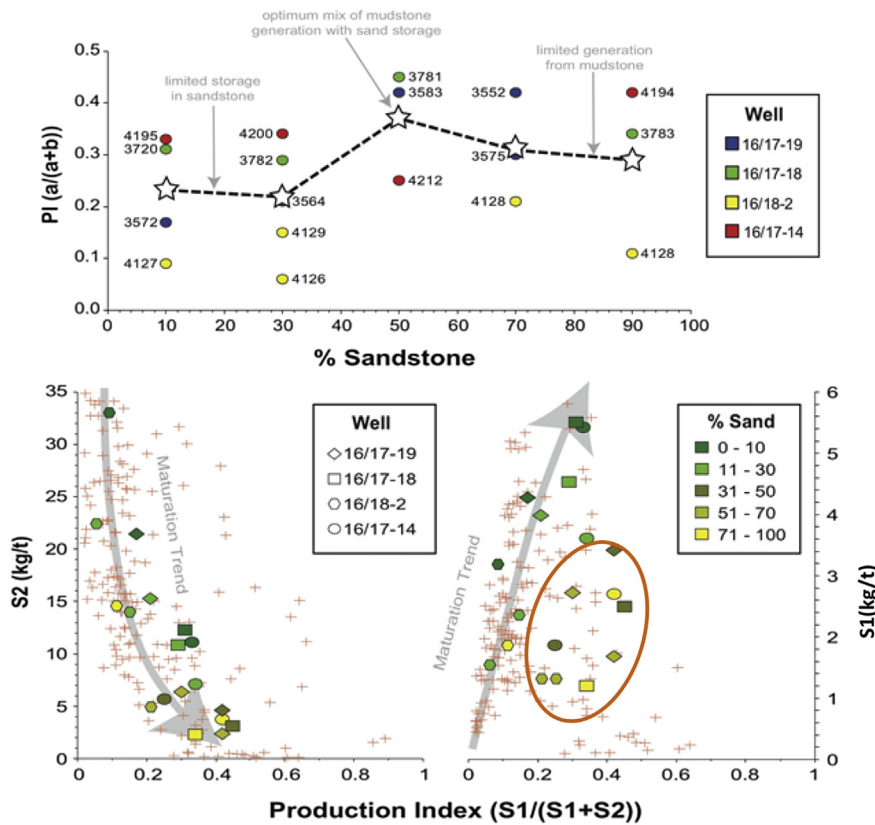 optimum mix of mudstone
generation with sand storage
limited storage
in sandstone
limited generation
from mudstone
PI (a/(a+b))
0.5
0.4
0.3
0.2
0.1
0.0
4195
3720
3572
4127
4200
3782
3564
4129
4126
3781
3583
4212
3552
3575
4128
4194
3783
4128
0 10 20 30 40 50 60 70 80 90 100
% Sandstone
Well
16/17-19
16/17-18
16/18-2
16/17-14
S2 (kg/t)
35
30
25
20
15
10
5
0
Maturation Trend
Well
16/17-19
16/17-18
16/18-2
16/17-14
0.2 0.4 0.6 0.8 1
Maturation Trend
% Sand
0 - 10
11 - 30
31 - 50
51 - 70
71 - 100
6
5
4
3
2
1
0
S1(kg/t)
0 0.2 0.4 0.6 0.8 1
Production Index (S1/(S1+S2))